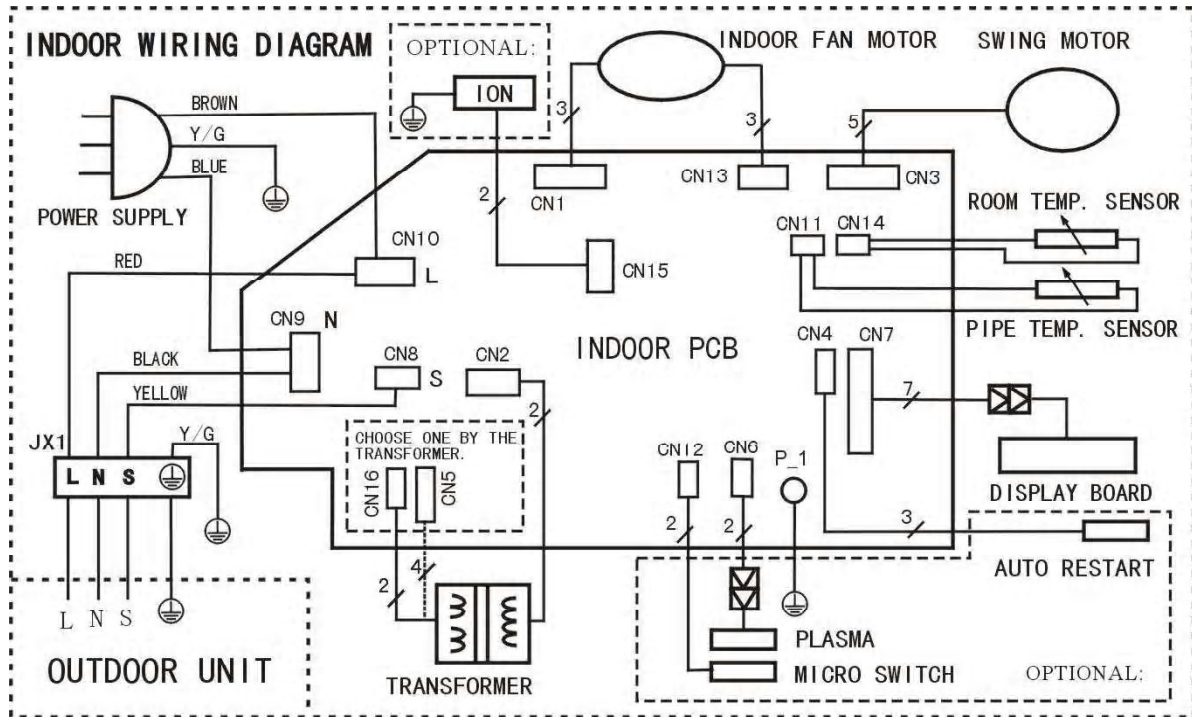 INDOOR WIRING DIAGRAM
OPTIONAL:
ION
INDOOR FAN MOTOR
SWING MOTOR
BROWN
Y/G
BLUE
POWER SUPPLY
3
3
5
2
CN1
CN13
CN3
ROOM TEMP. SENSOR
CN11
CN14
CN10
L
CN15
RED
PIPE TEMP. SENSOR
CN9
N
INDOOR PCB
CN4
CN7
BLACK
CN8
S
CN2
YELLOW
2
7
JX1
Y/G
L N S
CHOOSE ONE BY THE
TRANSFORMER.
CN16
CN5
CN12
CN6
P_1
DISPLAY BOARD
2
2
3
AUTO RESTART
4
2
L N S
OUTDOOR UNIT
TRANSFORMER
PLASMA
MICRO SWITCH
OPTIONAL: